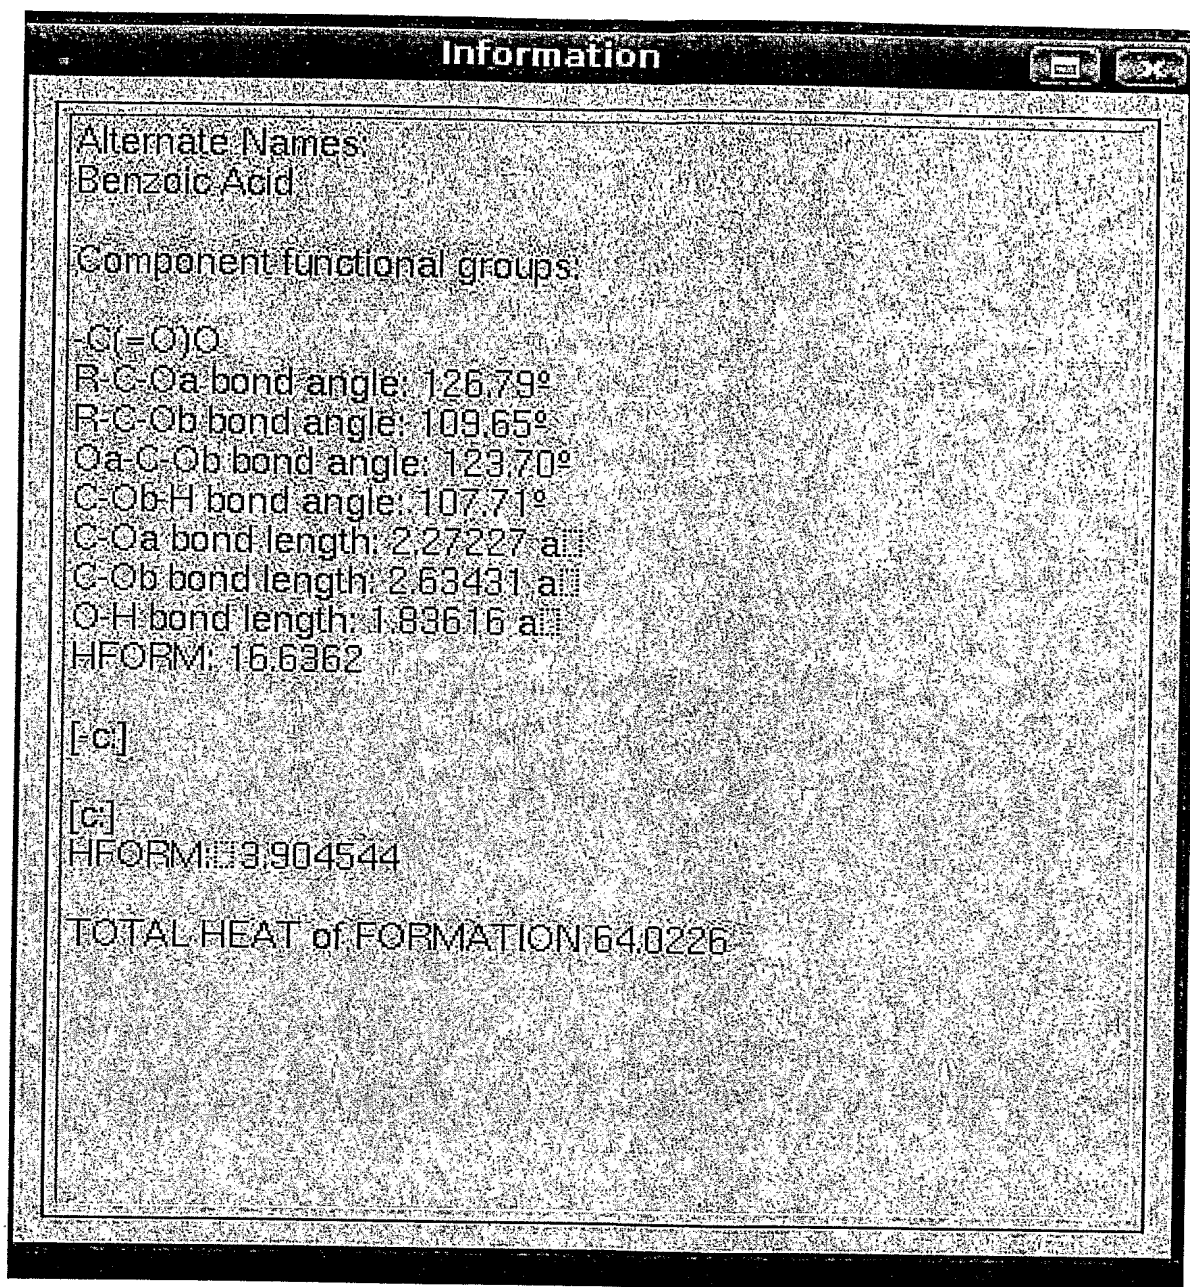 Information
Alternate Names:
Benzoic Acid
Component functional groups:
-C(=O)O
R-C-Oa bond angle: 126.79º
R-C-Ob bond angle: 109.65º
Oa-C-Ob bond angle: 123.70º
C-Ob-H bond angle: 107.71º
C-Oa bond length: 2.27227 a▯
C-Ob bond length: 2.63431 a▯
O-H bond length: 1.83616 a▯
HFORM: 16.6362
[-c:]
[c:]
HFORM:▯3.904544
TOTAL HEAT of FORMATION 64.0226